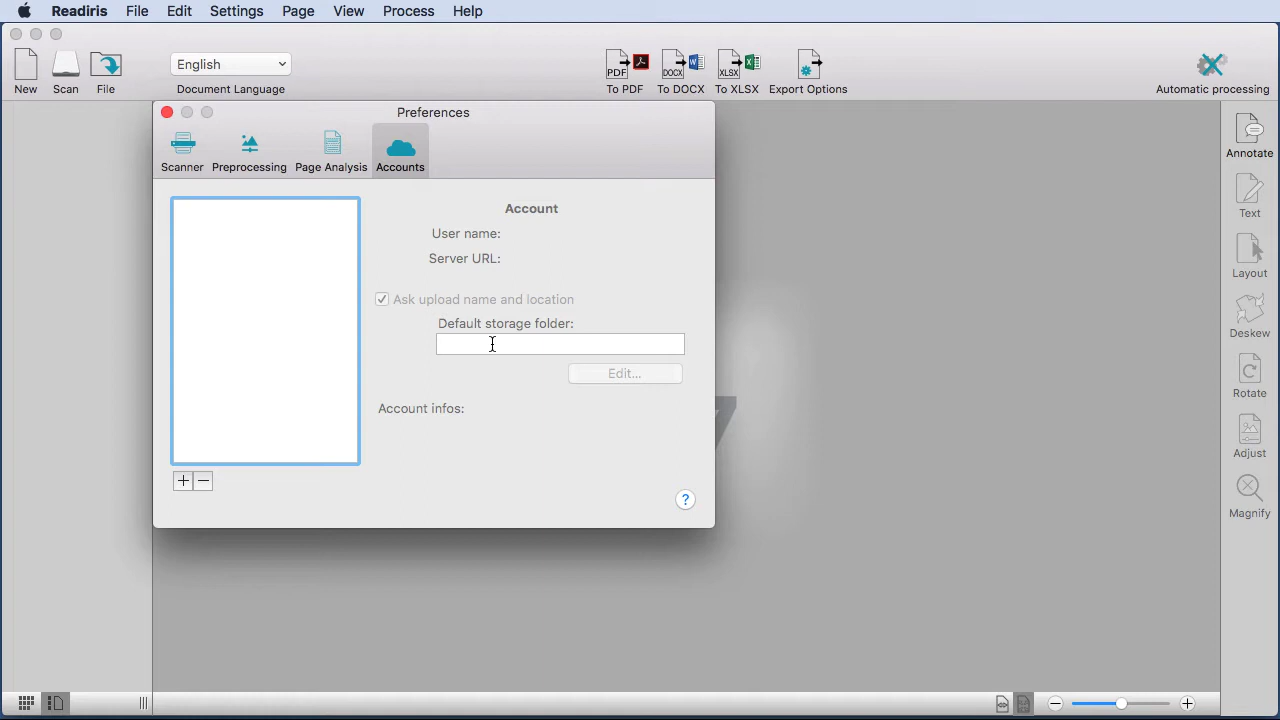 Readiris File Edit Settings Page View Process Help
New Scan File
English
Document Language
PDF DOCX XLSX
To PDF To DOCX To XLSX Export Options
Automatic processing
Preferences
Scanner Preprocessing Page Analysis Accounts
Account
User name:
Server URL:
Ask upload name and location
Default storage folder:
Edit...
Account infos:
+ −
?
Annotate
Text
Layout
Deskew
Rotate
Adjust
Magnify